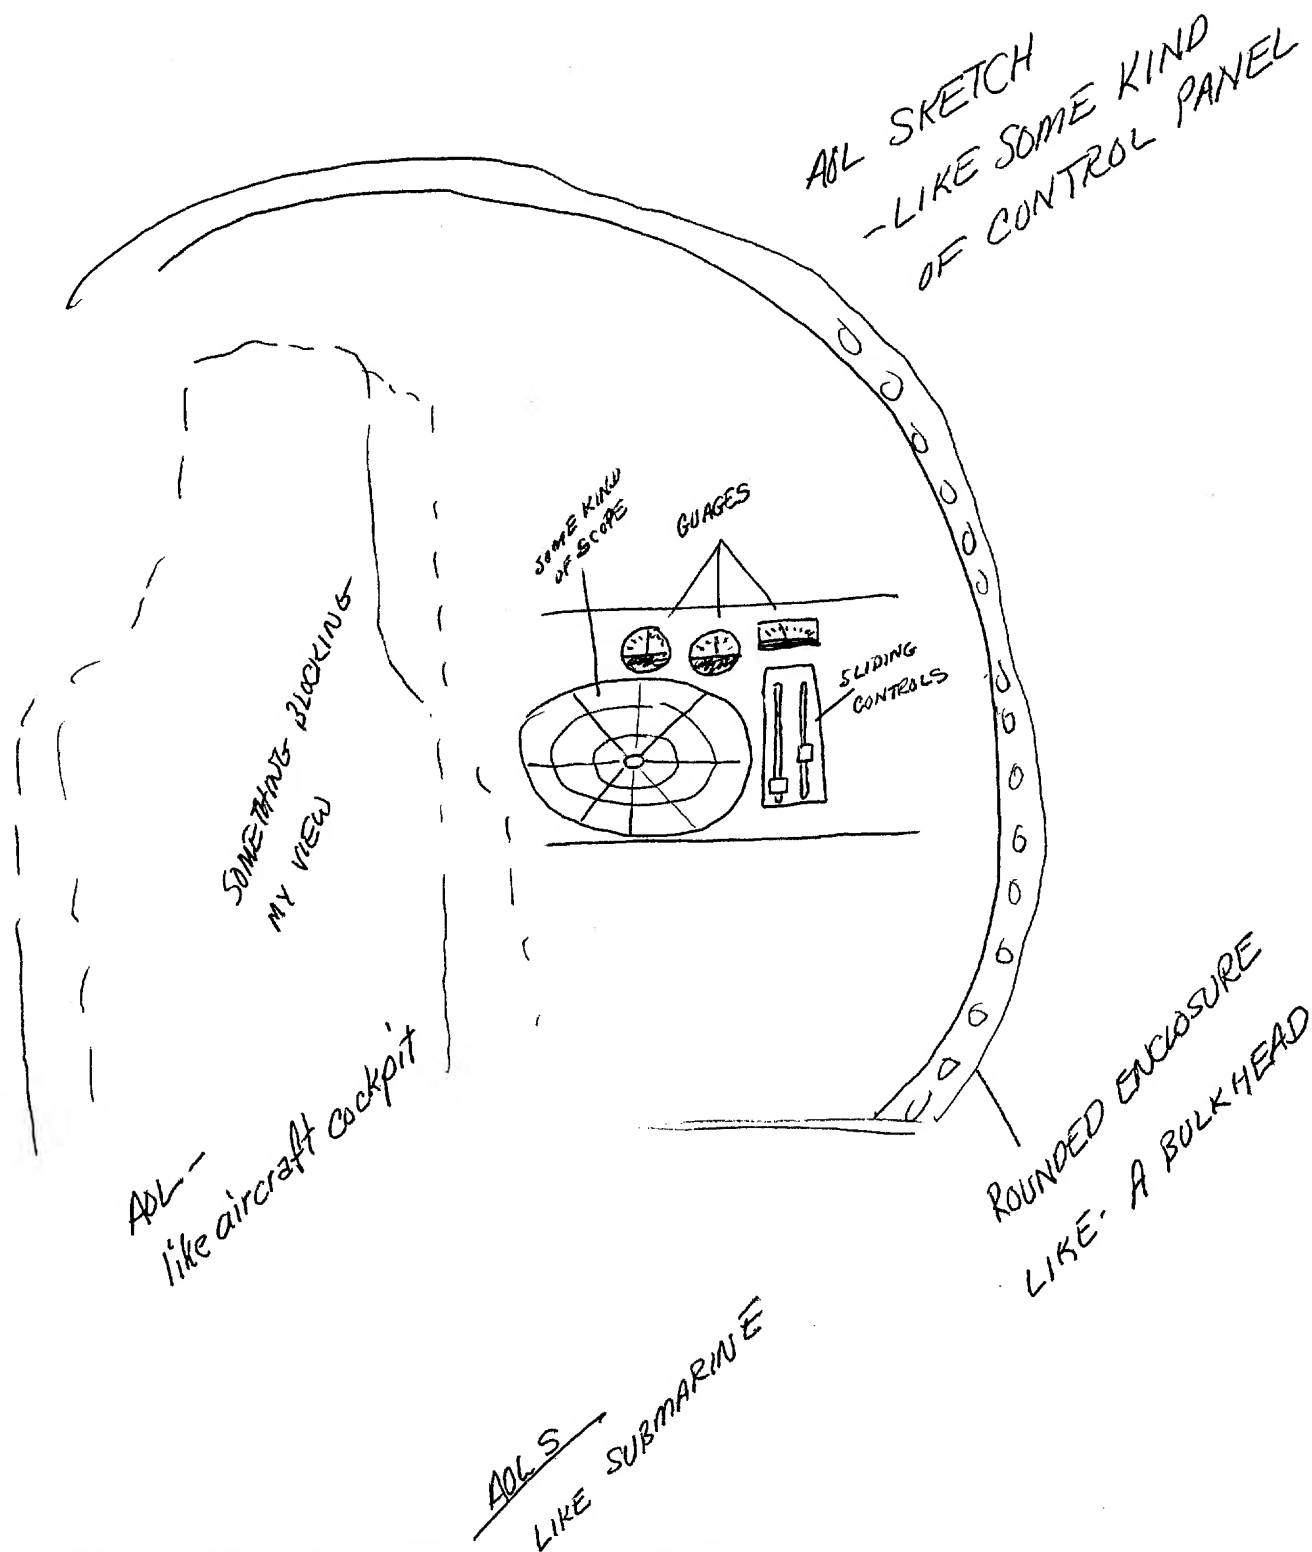 AOL SKETCH
-LIKE SOME KIND
OF CONTROL PANEL
SOME KIND
OF SCOPE
GUAGES
SLIDING
CONTROLS
SOMETHING BLOCKING
MY VIEW
AOL-
like aircraft cockpit
ROUNDED ENCLOSURE
LIKE- A BULKHEAD
AOL S
LIKE SUBMARINE